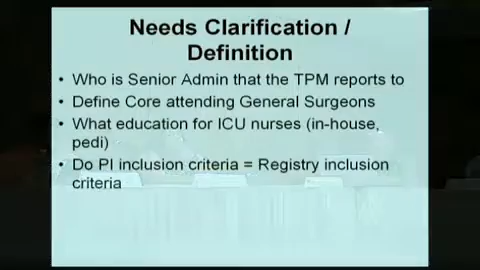 Needs Clarification /
Definition
• Who is Senior Admin that the TPM reports to
• Define Core attending General Surgeons
• What education for ICU nurses (in-house,
pedi)
• Do PI inclusion criteria = Registry inclusion
criteria